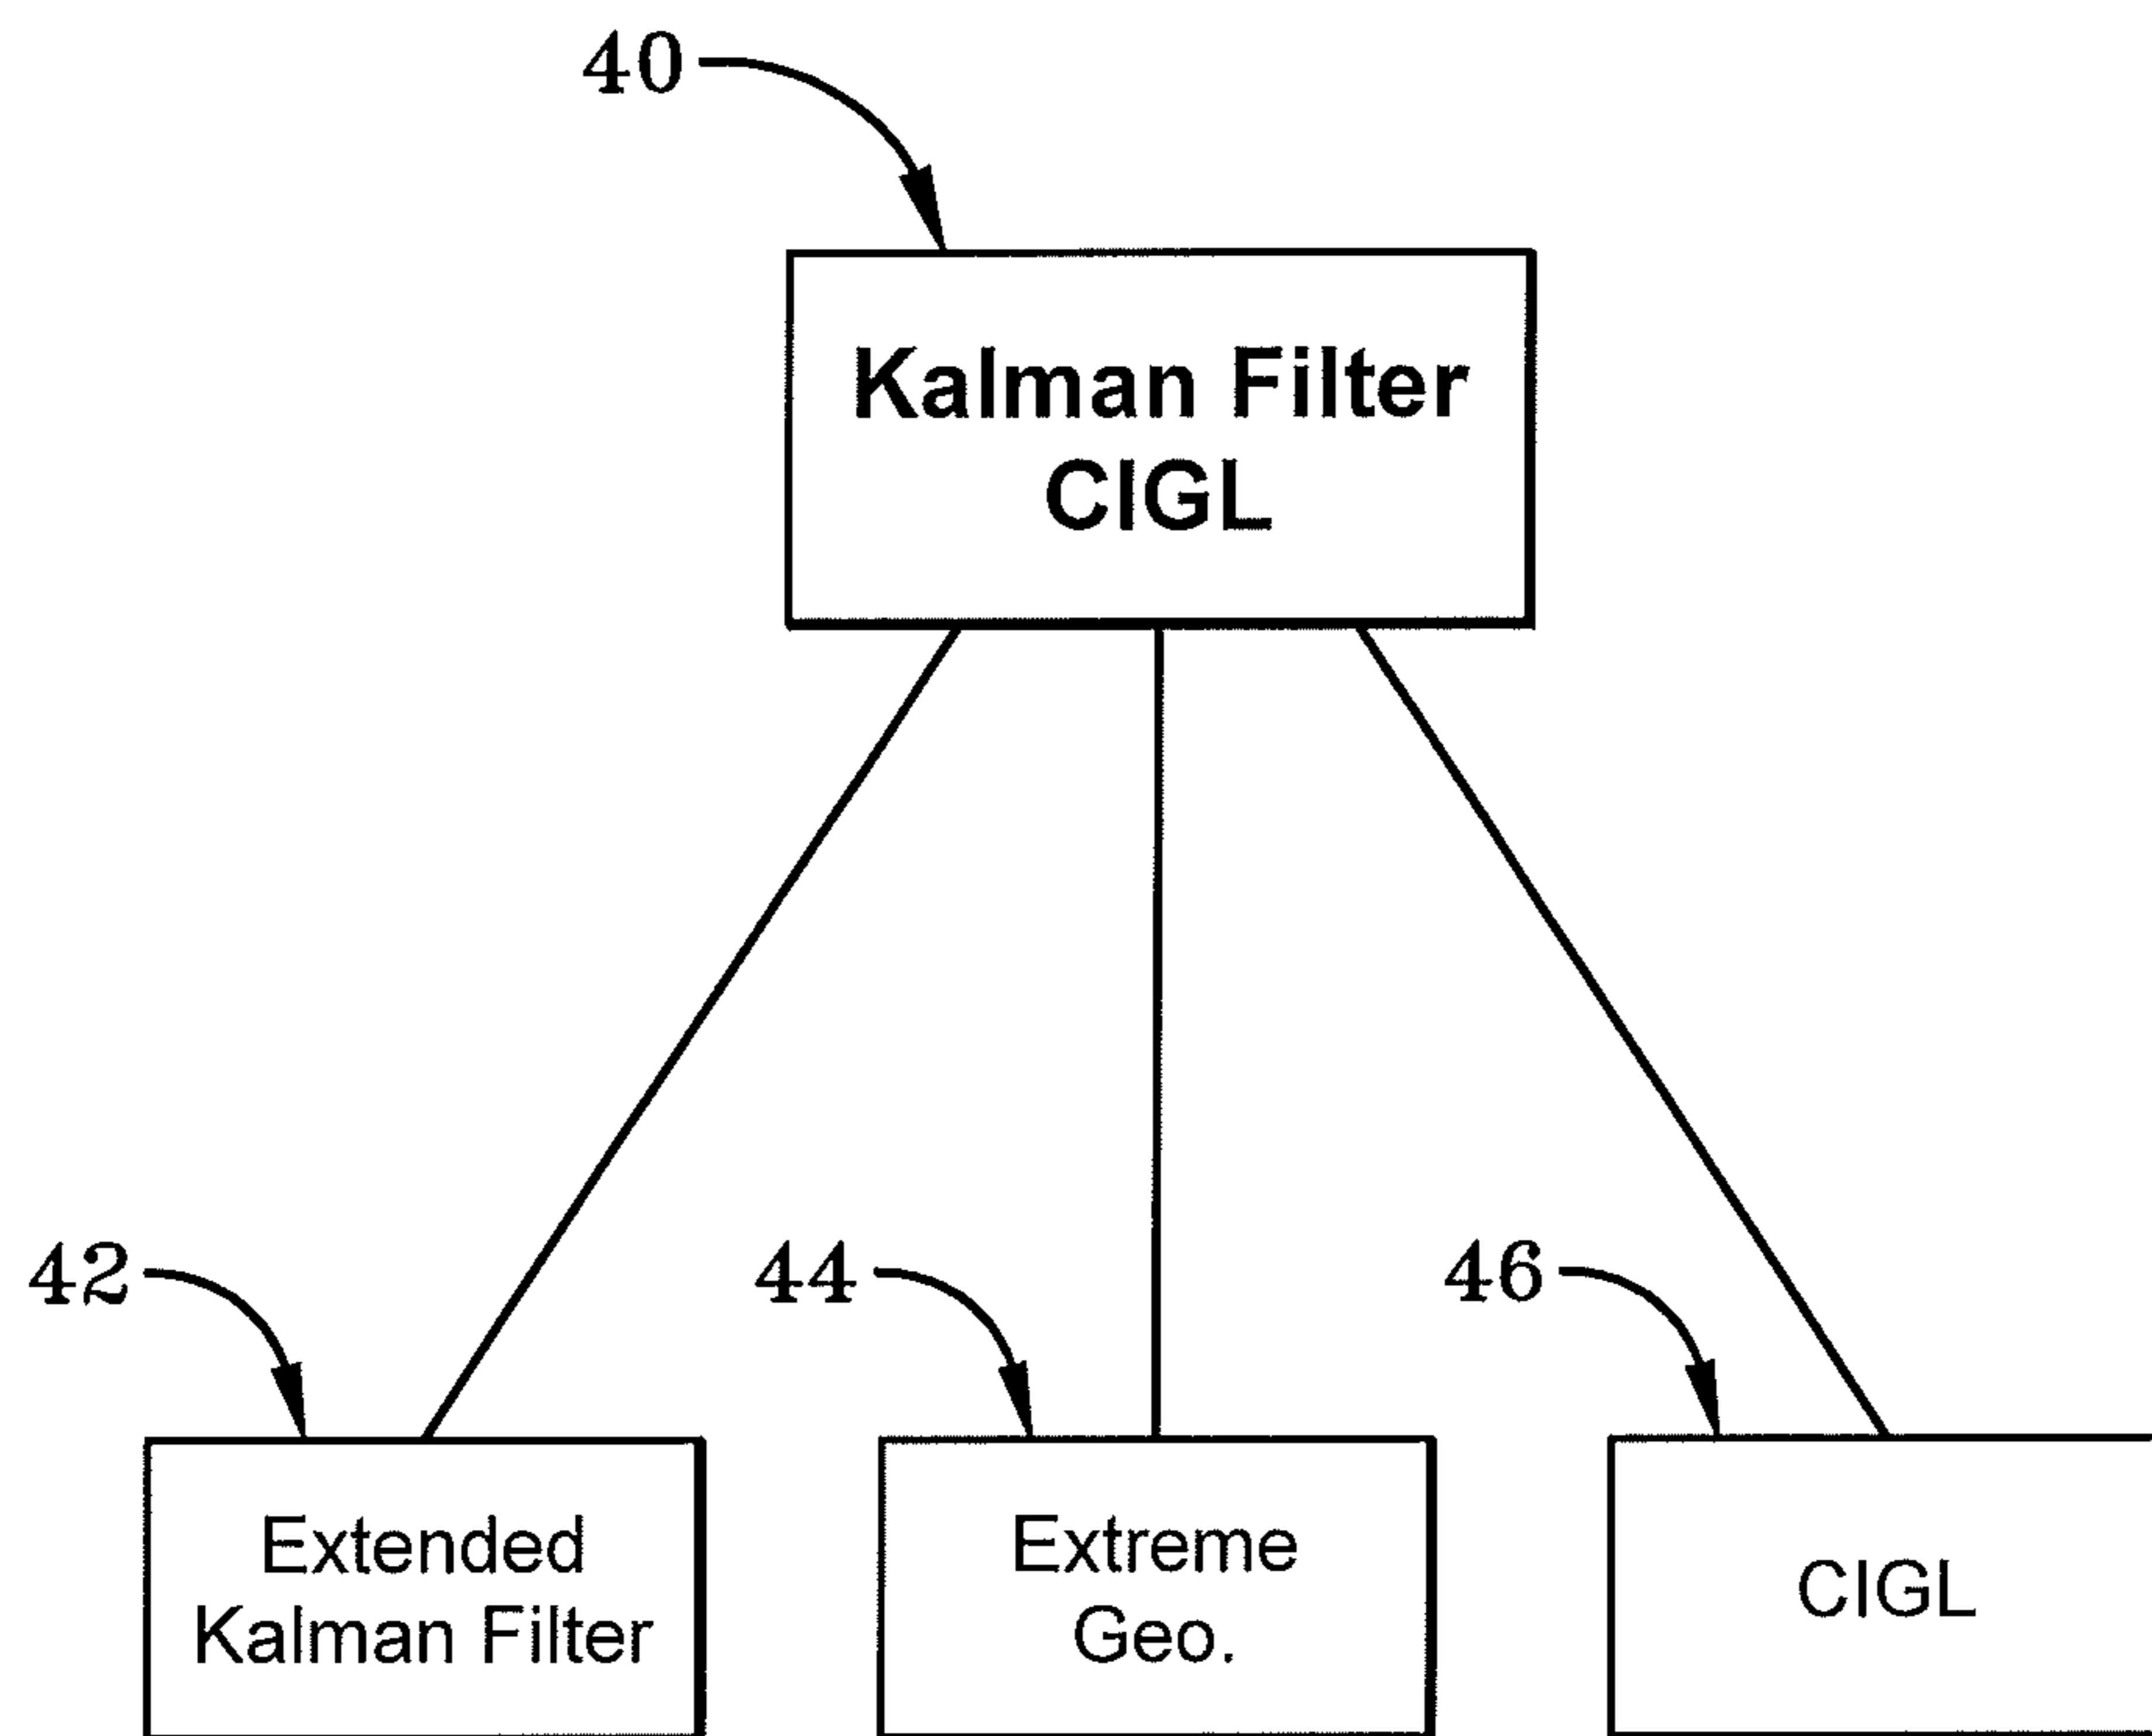 40
Kalman Filter
CIGL
42
44
46
Extended
Kalman Filter
Extreme
Geo.
CIGL